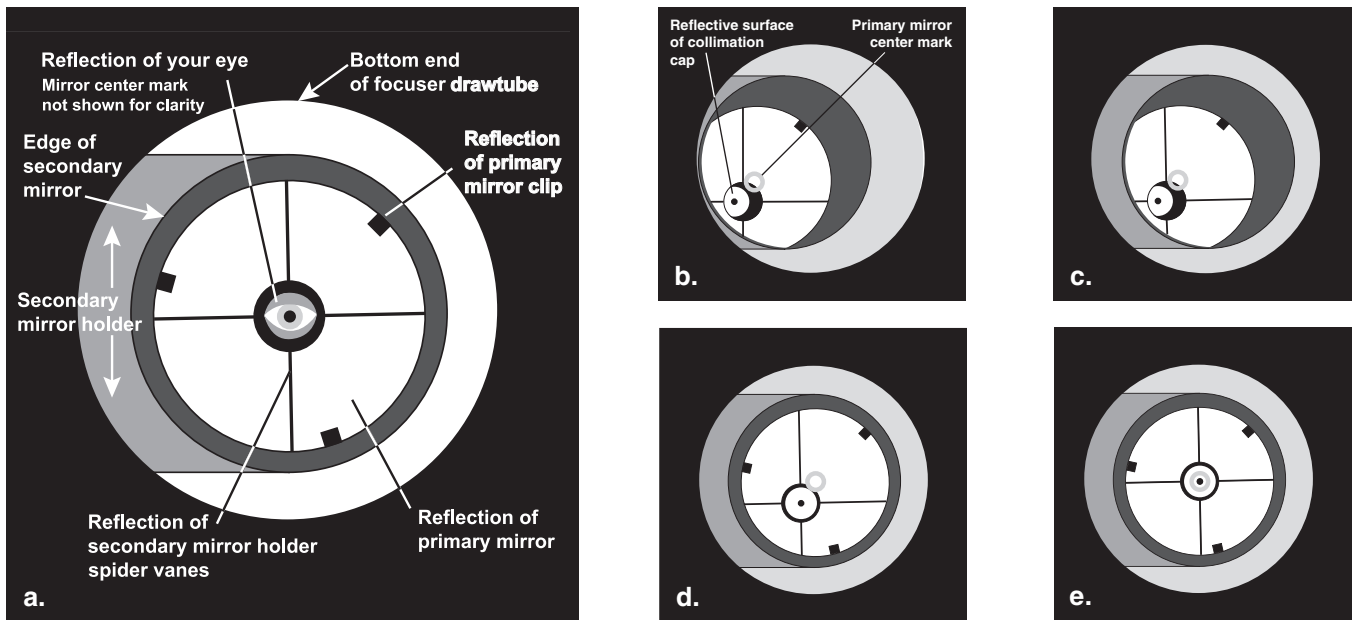 Reflection of your eye
Mirror center mark
not shown for clarity
Bottom end
of focuser drawtube
Edge of
secondary
mirror
Reflection
of primary
mirror clip
Secondary
mirror holder
Reflection of
secondary mirror holder
spider vanes
Reflection of
primary mirror
a.
Reflective surface
of collimation
cap
Primary mirror
center mark
b.
c.
d.
e.